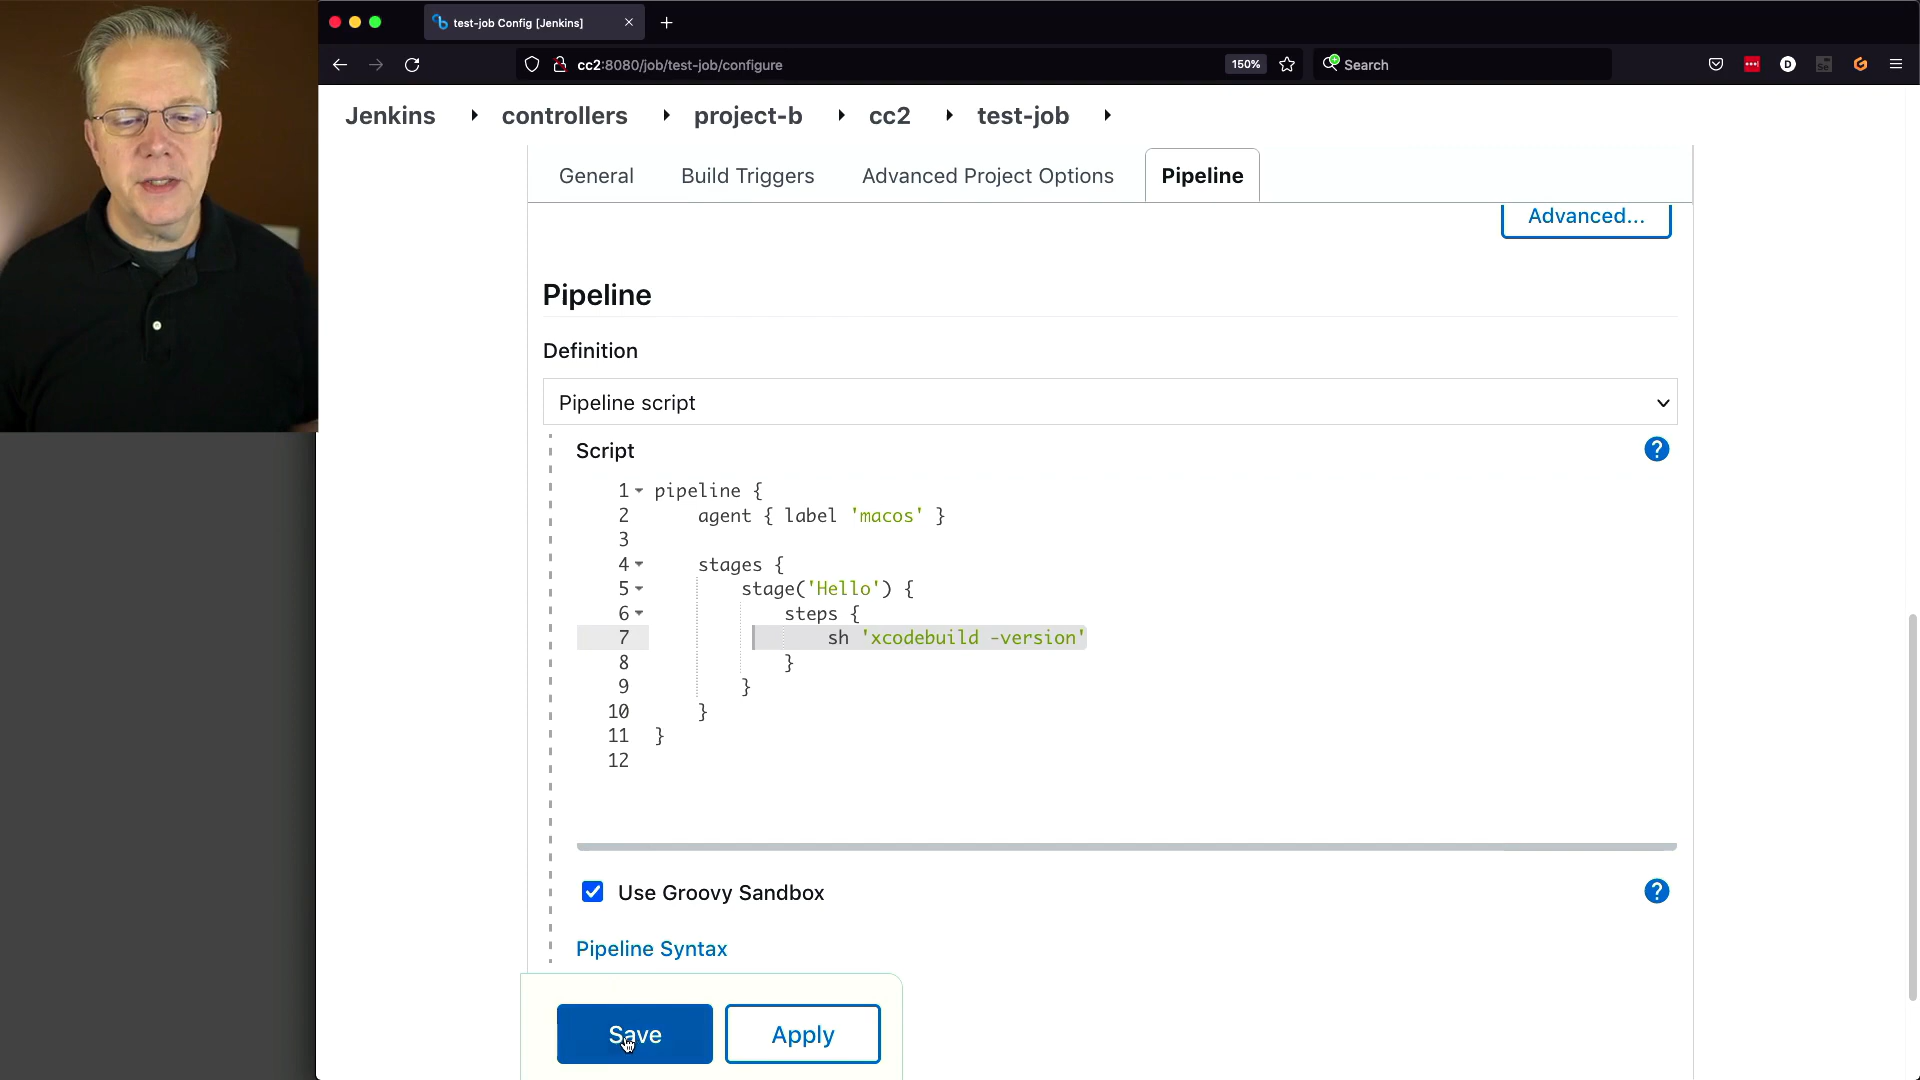 test-job Config [Jenkins]
cc2:8080/job/test-job/configure
150%
Search
Jenkins controllers project-b cc2 test-job
General Build Triggers Advanced Project Options Pipeline
Advanced...
Pipeline
Definition
Pipeline script
Script
?
1 pipeline {
2 agent { label 'macos' }
3
4 stages {
5 stage('Hello') {
6 steps {
7 sh 'xcodebuild -version'
8 }
9 }
10 }
11 }
12
Use Groovy Sandbox
?
Pipeline Syntax
Save Apply